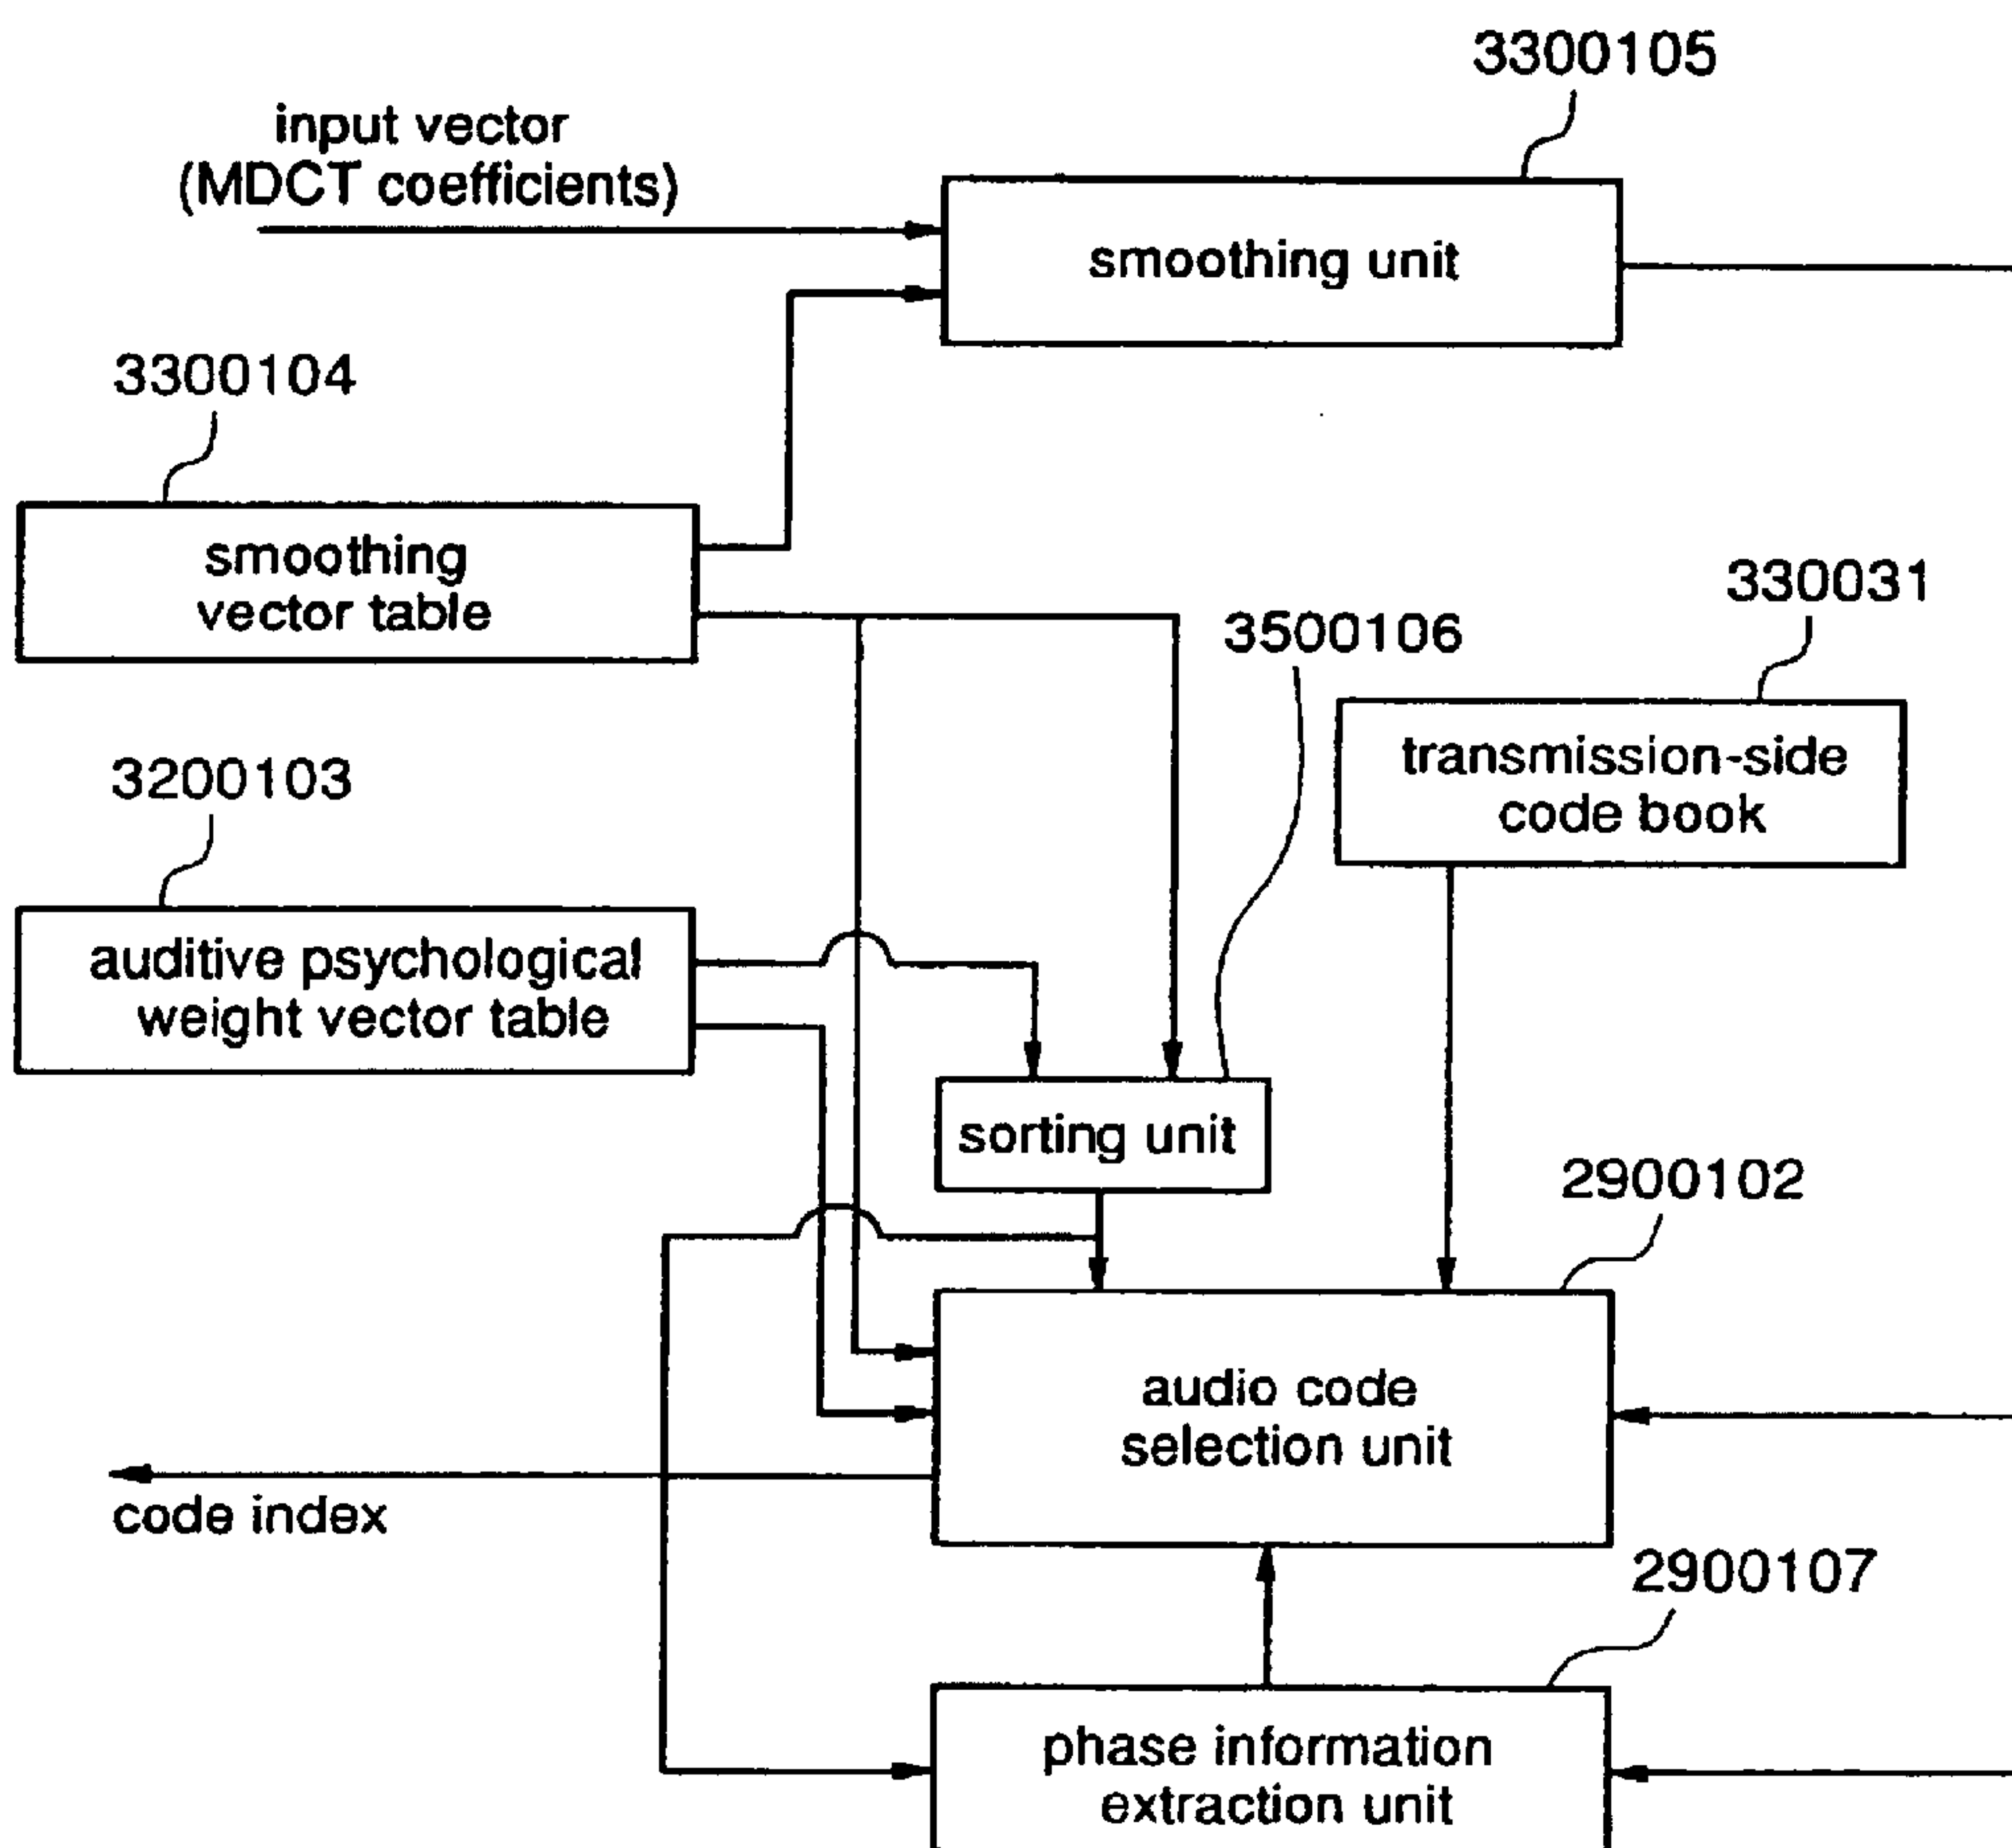 3300105
input vector
(MDCT coefficients)
smoothing unit
3300104
smoothing
vector table
330031
3500106
transmission-side
code book
3200103
auditive psychological
weight vector table
sorting unit
2900102
audio code
selection unit
code index
2900107
phase information
extraction unit